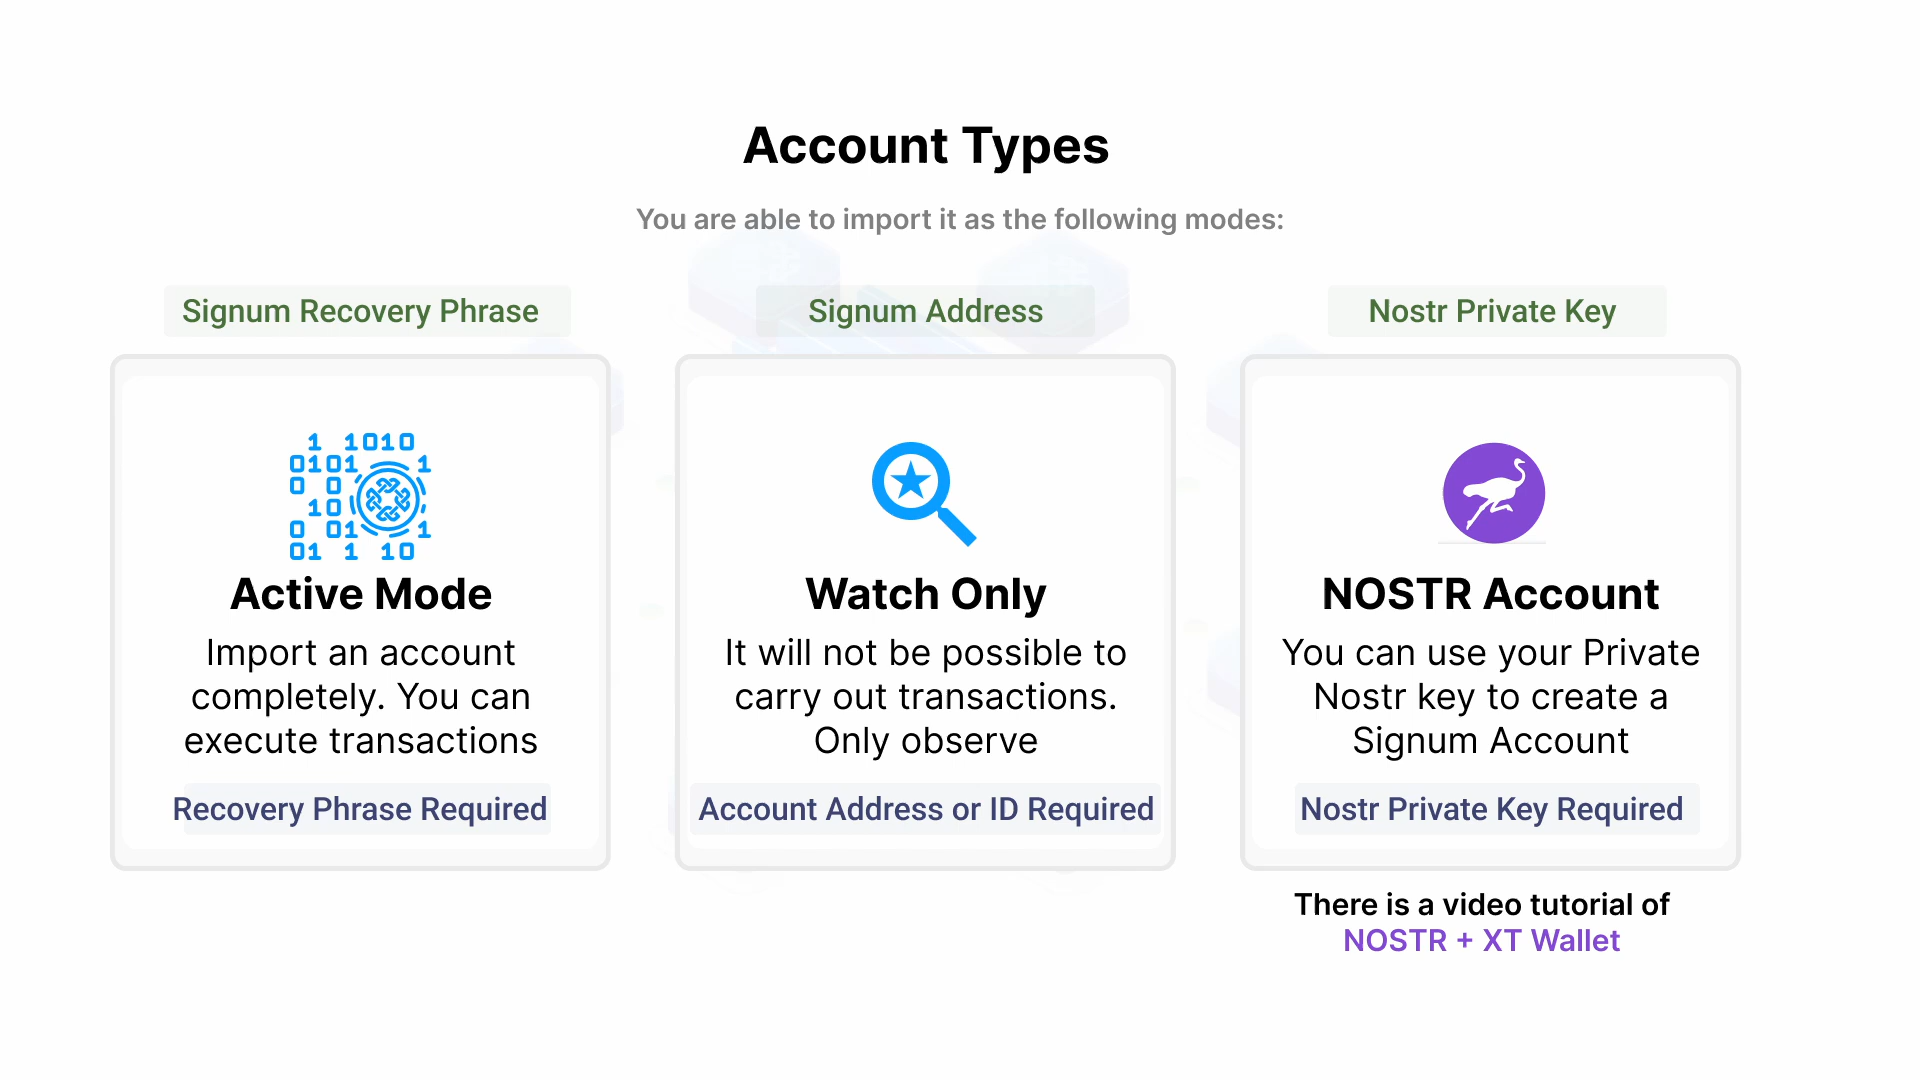 Account Types
You are able to import it as the following modes:
Signum Recovery Phrase
1 1010
0101 1
0 0
10
0 01 1
01 1 10
Active Mode
Import an account
completely. You can
execute transactions
Recovery Phrase Required
Signum Address
Watch Only
It will not be possible to
carry out transactions.
Only observe
Account Address or ID Required
Nostr Private Key
NOSTR Account
You can use your Private
Nostr key to create a
Signum Account
Nostr Private Key Required
There is a video tutorial of
NOSTR + XT Wallet